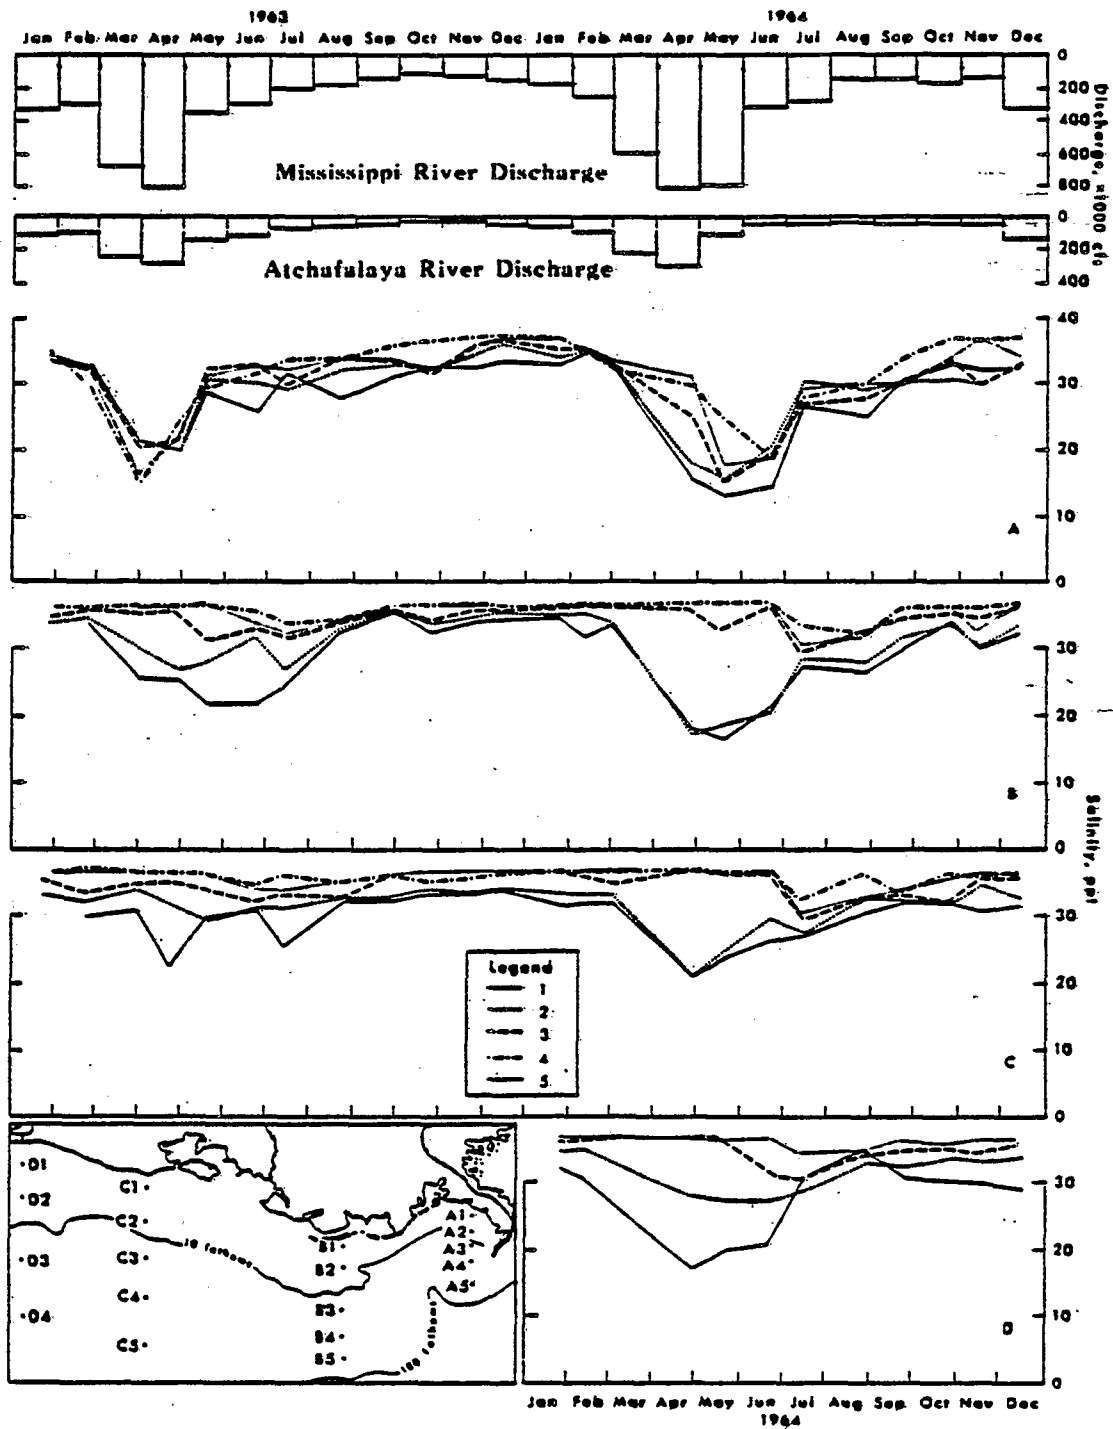 1963 1964
Jan Feb Mar Apr May Jun Jul Aug Sep Oct Nov Dec Jan Feb Mar Apr May Jun Jul Aug Sep Oct Nov Dec
0
200
400
600
800
Mississippi River Discharge
Discharge, x1000 cfs
0
200
400
Atchafalaya River Discharge
40
30
20
10
0
A
30
20
10
0
B
Salinity, ppt
30
20
10
0
C
Legend
1
2
3
4
5
D1
D2
D3
D4
C1
C2
C3
C4
C5
10 fathoms
B1
B2
B3
B4
B5
A1
A2
A3
A4
A5
100 fathoms
30
20
10
0
D
Jan Feb Mar Apr May Jun Jul Aug Sep Oct Nov Dec
1964